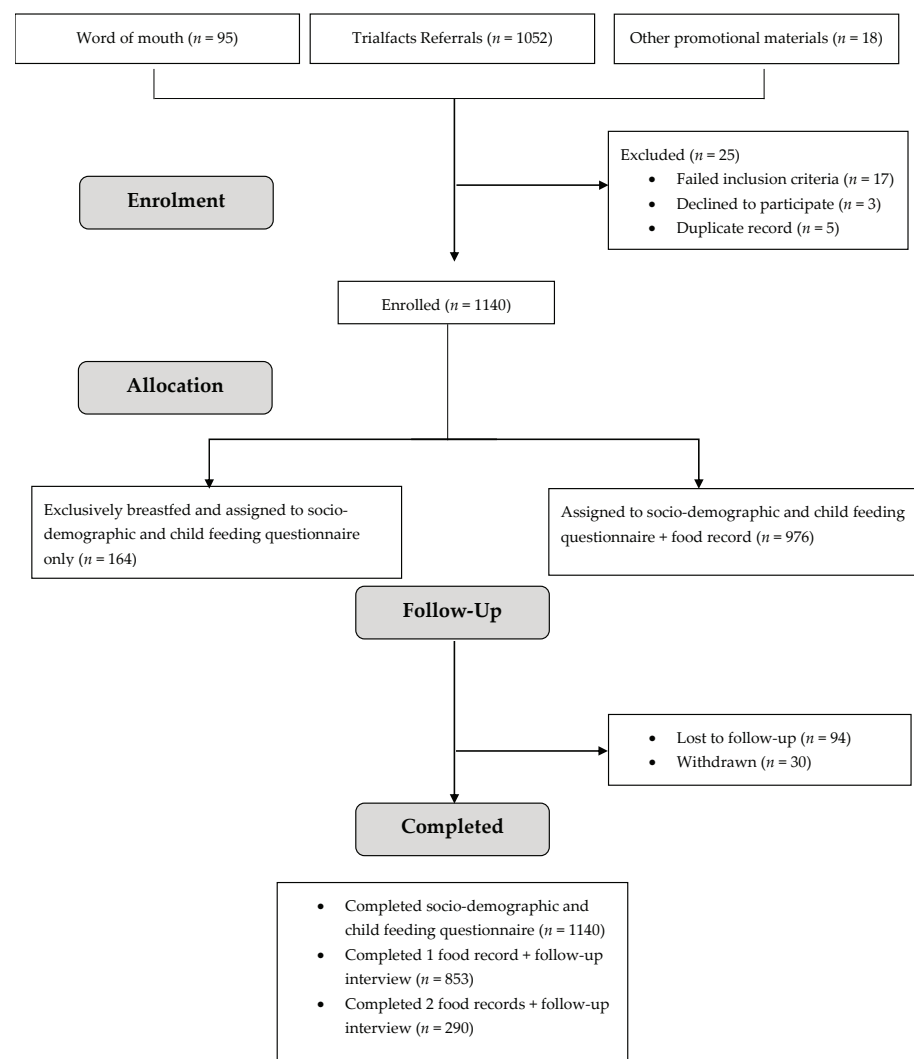 Word of mouth (n = 95)
Trialfacts Referrals (n = 1052)
Other promotional materials (n = 18)
Excluded (n = 25)
• Failed inclusion criteria (n = 17)
• Declined to participate (n = 3)
• Duplicate record (n = 5)
Enrolment
Enrolled (n = 1140)
Allocation
Exclusively breastfed and assigned to socio-
demographic and child feeding questionnaire
only (n = 164)
Assigned to socio-demographic and child feeding
questionnaire + food record (n = 976)
Follow-Up
• Lost to follow-up (n = 94)
• Withdrawn (n = 30)
Completed
• Completed socio-demographic and
child feeding questionnaire (n = 1140)
• Completed 1 food record + follow-up
interview (n = 853)
• Completed 2 food records + follow-up
interview (n = 290)